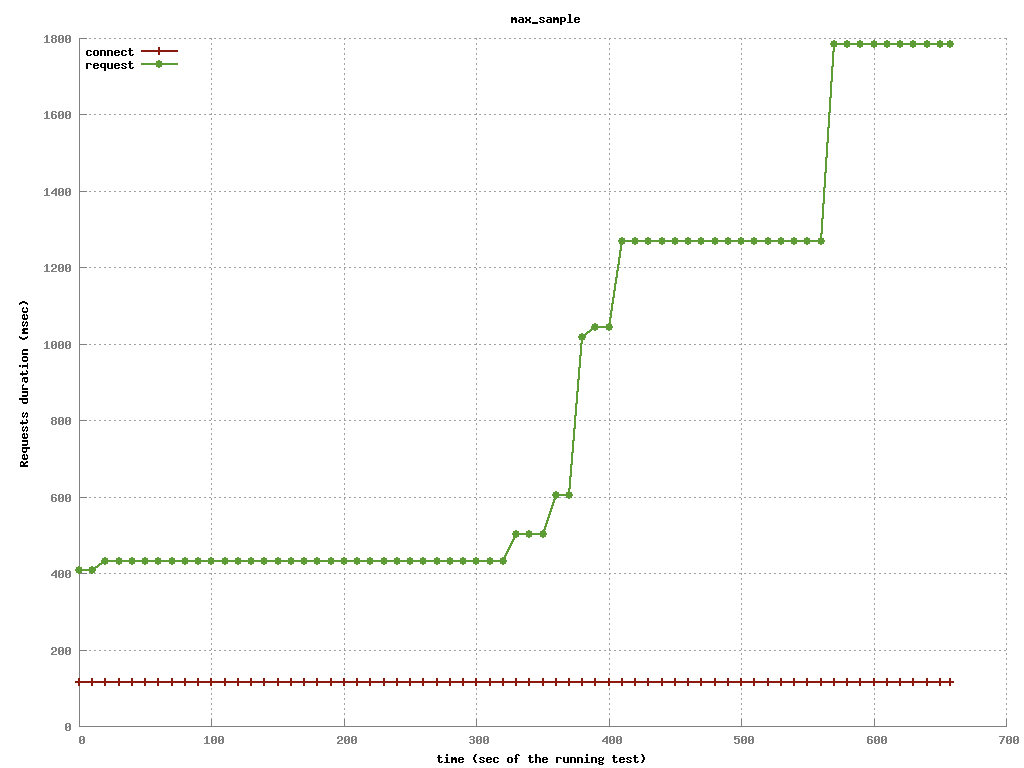 max_sample
1800
connect
request
1600
1400
1200
1000
800
600
400
200
0
Requests duration (msec)
0 100 200 300 400 500 600 700
time (sec of the running test)